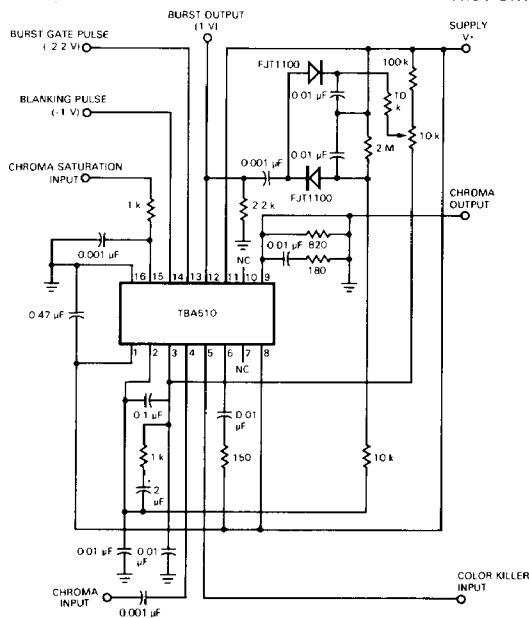 BURST OUTPUT
(1 V)
SUPPLY
V+
BURST GATE PULSE
(2.2 V)
FJT1100
100 k
0.01 µF
10
k
10 k
BLANKING PULSE
(-1 V)
0.01 µF
2 M
0.001 µF
CHROMA SATURATION
INPUT
FJT1100
CHROMA
OUTPUT
1 k
2.2 k
0.01 µF
820
0.001 µF
NC
180
16 15 14 13 12 11 10 9
0.47 µF
TBA510
1 2 3 4 5 6 7 8
NC
0.1 µF
0.01
µF
1 k
150
10 k
2
µF
0.01 µF
0.01
µF
CHROMA
INPUT
0.001 µF
COLOR KILLER
INPUT